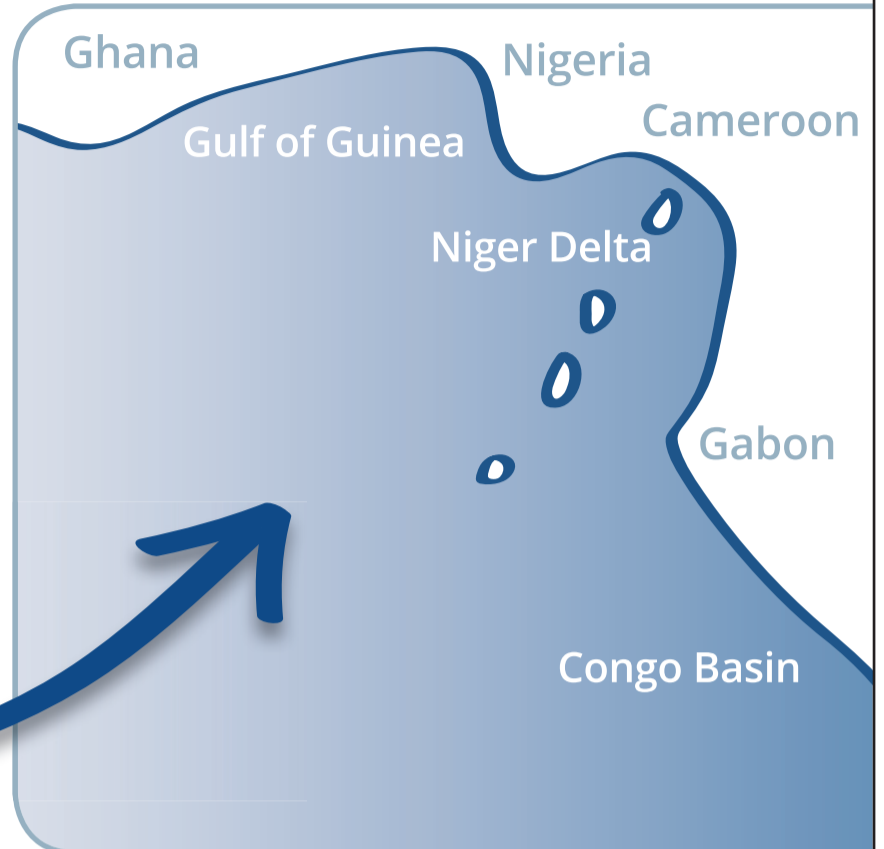 Ghana
Nigeria
Cameroon
Gulf of Guinea
Niger Delta
Gabon
Congo Basin